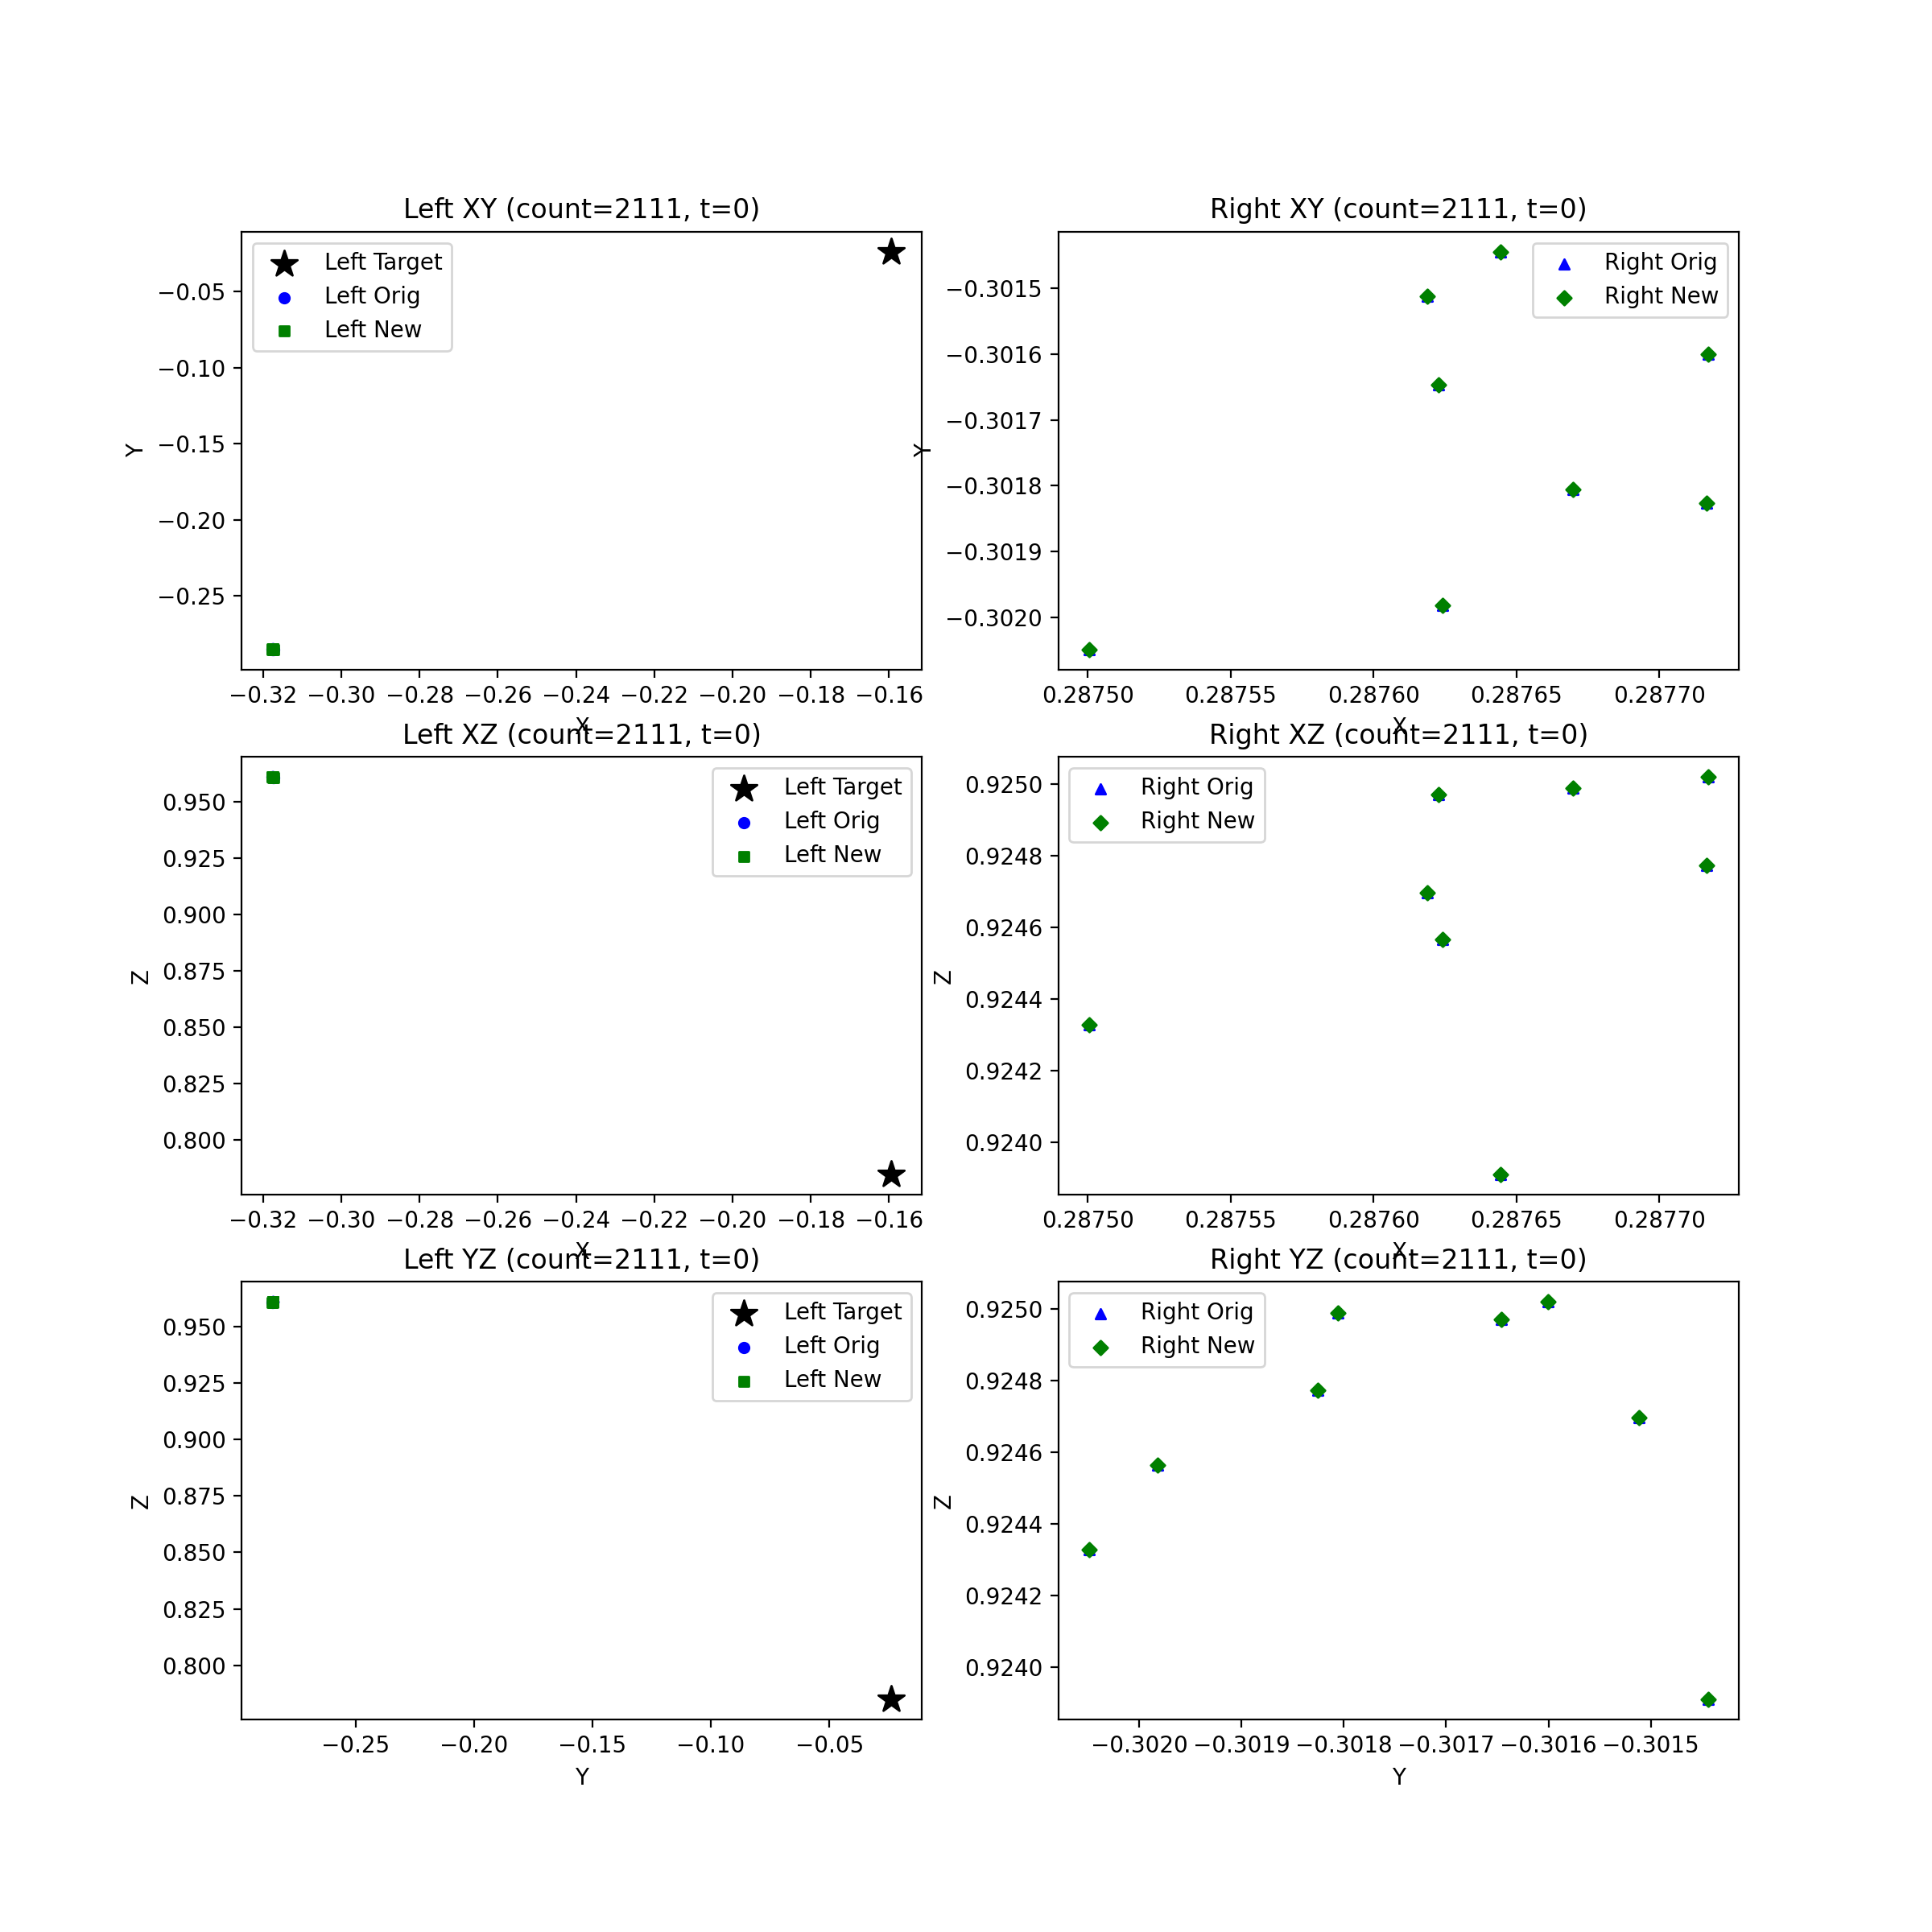 Left XY (count=2111, t=0)
Left Target
Left Orig
Left New
Y
−0.05
−0.10
−0.15
−0.20
−0.25
−0.32 −0.30 −0.28 −0.26 −0.24 −0.22 −0.20 −0.18 −0.16
X
Right XY (count=2111, t=0)
Right Orig
Right New
Y
−0.3015
−0.3016
−0.3017
−0.3018
−0.3019
−0.3020
0.28750 0.28755 0.28760 0.28765 0.28770
X
Left XZ (count=2111, t=0)
Left Target
Left Orig
Left New
Z
0.950
0.925
0.900
0.875
0.850
0.825
0.800
−0.32 −0.30 −0.28 −0.26 −0.24 −0.22 −0.20 −0.18 −0.16
X
Right XZ (count=2111, t=0)
Right Orig
Right New
Z
0.9250
0.9248
0.9246
0.9244
0.9242
0.9240
0.28750 0.28755 0.28760 0.28765 0.28770
X
Left YZ (count=2111, t=0)
Left Target
Left Orig
Left New
Z
0.950
0.925
0.900
0.875
0.850
0.825
0.800
−0.25 −0.20 −0.15 −0.10 −0.05
Y
Right YZ (count=2111, t=0)
Right Orig
Right New
Z
0.9250
0.9248
0.9246
0.9244
0.9242
0.9240
−0.3020 −0.3019 −0.3018 −0.3017 −0.3016 −0.3015
Y